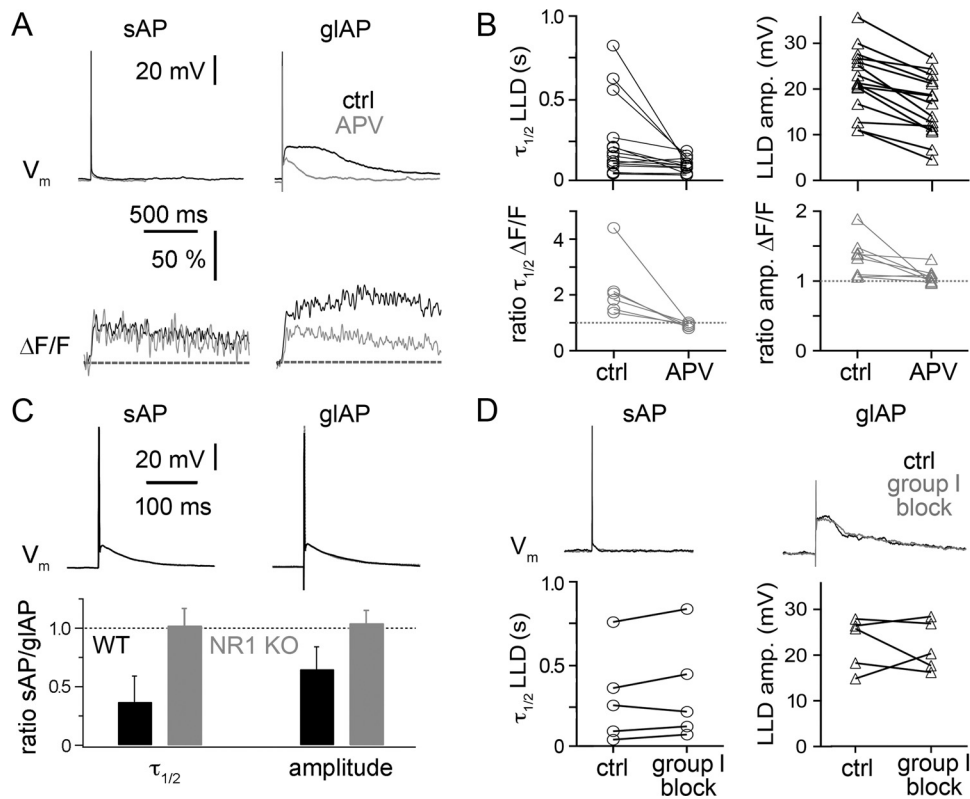 A
sAP
glAP
20 mV
ctrl
APV
Vm
500 ms
50 %
ΔF/F
B
τ1/2 LLD (s)
1.0
0.5
0
LLD amp. (mV)
30
20
10
0
ratio τ1/2 ΔF/F
6
4
2
0
ctrl
APV
ratio amp. ΔF/F
2
1
0
ctrl
APV
C
sAP
glAP
20 mV
100 ms
Vm
ratio sAP/glAP
1.0
0.5
0
WT
NR1 KO
τ1/2
amplitude
D
sAP
glAP
ctrl
group I
block
Vm
τ1/2 LLD (s)
1.0
0.5
0
ctrl
group I
block
LLD amp. (mV)
30
20
10
0
ctrl
group I
block